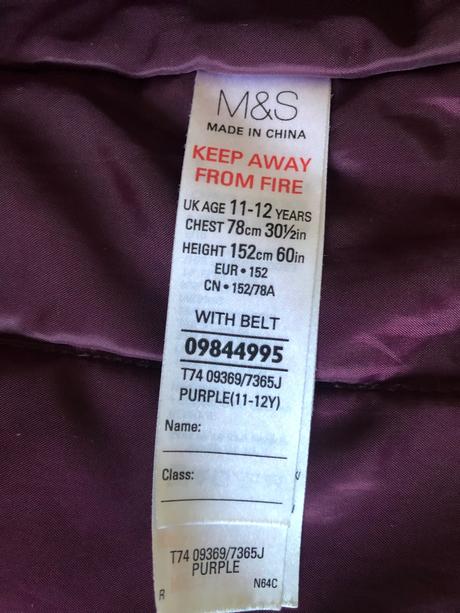 M&S
MADE IN CHINA
KEEP AWAY
FROM FIRE
UK AGE 11-12 YEARS
CHEST 78cm 30½in
HEIGHT 152cm 60in
EUR • 152
CN • 152/78A
WITH BELT
09844995
T74 09369/7365J
PURPLE(11-12Y)
Name:
Class:
T74 09369/7365J
PURPLE
R N64C